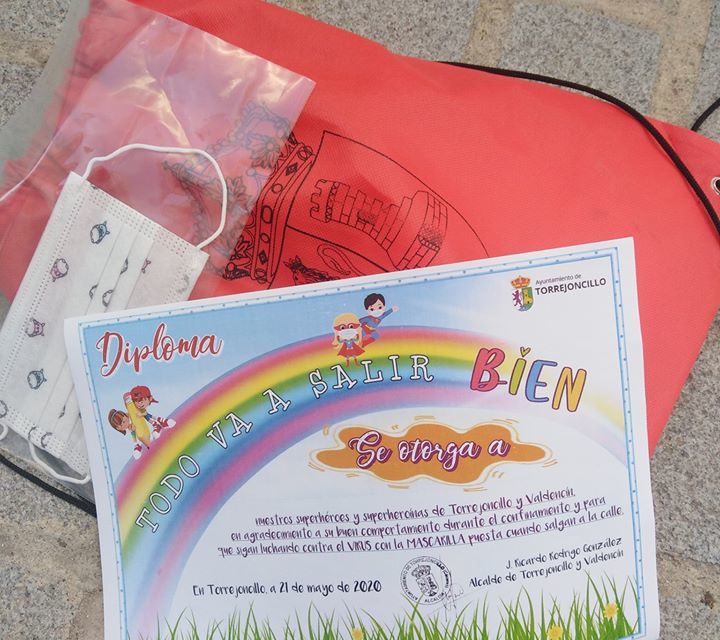 Ayuntamiento de
TORREJONCILLO
Diploma
TODO VA A SALIR BIEN
Se otorga a
nuestros superhéroes y superheroínas de Torrejoncillo y Valdencín,
en agradecimiento a su buen comportamiento durante el confinamiento y para
que sigan luchando contra el VIRUS con la MASCARILLA puesta cuando salgan a la calle.
En Torrejoncillo, a 21 de mayo de 2020
J. Ricardo Rodrigo González
Alcalde de Torrejoncillo y Valdencín